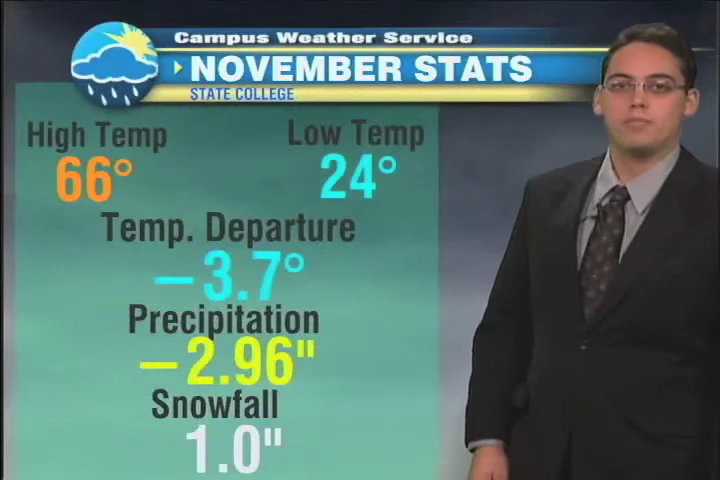 Campus Weather Service
NOVEMBER STATS
STATE COLLEGE
High Temp
Low Temp
66°
24°
Temp. Departure
–3.7°
Precipitation
–2.96"
Snowfall
1.0"